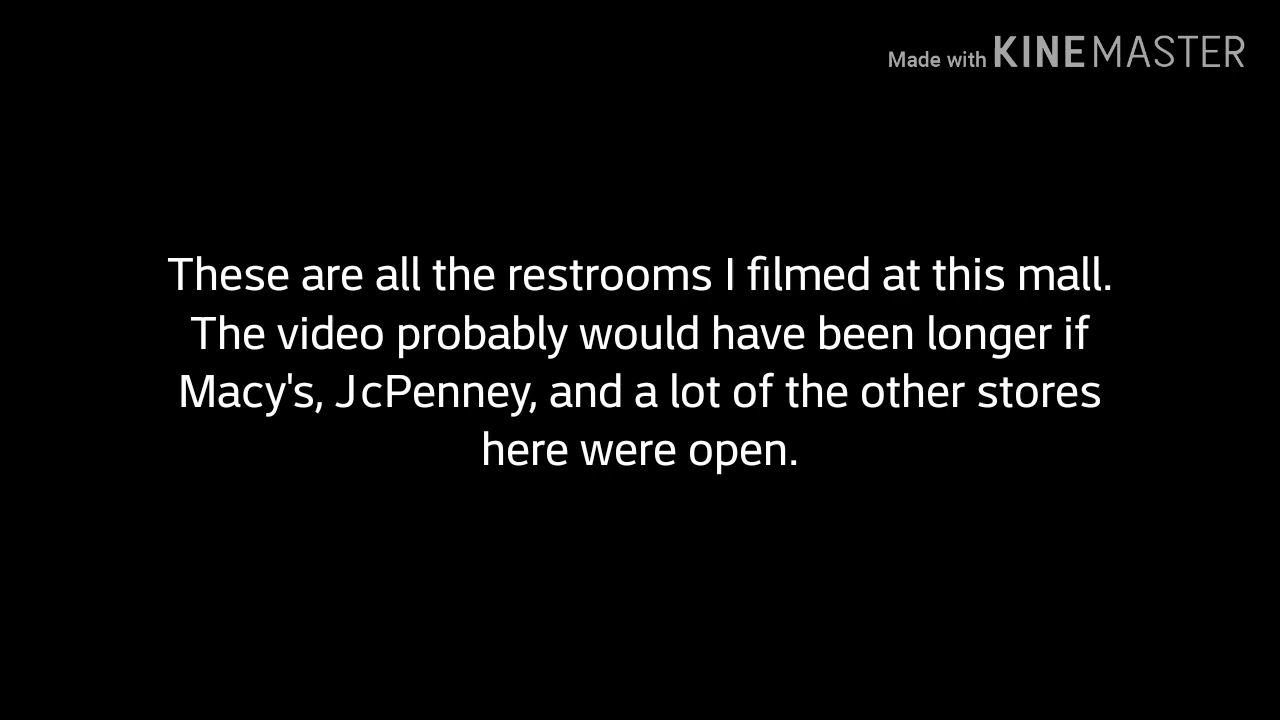 Made with KINEMASTER
These are all the restrooms I filmed at this mall.
The video probably would have been longer if
Macy's, JcPenney, and a lot of the other stores
here were open.